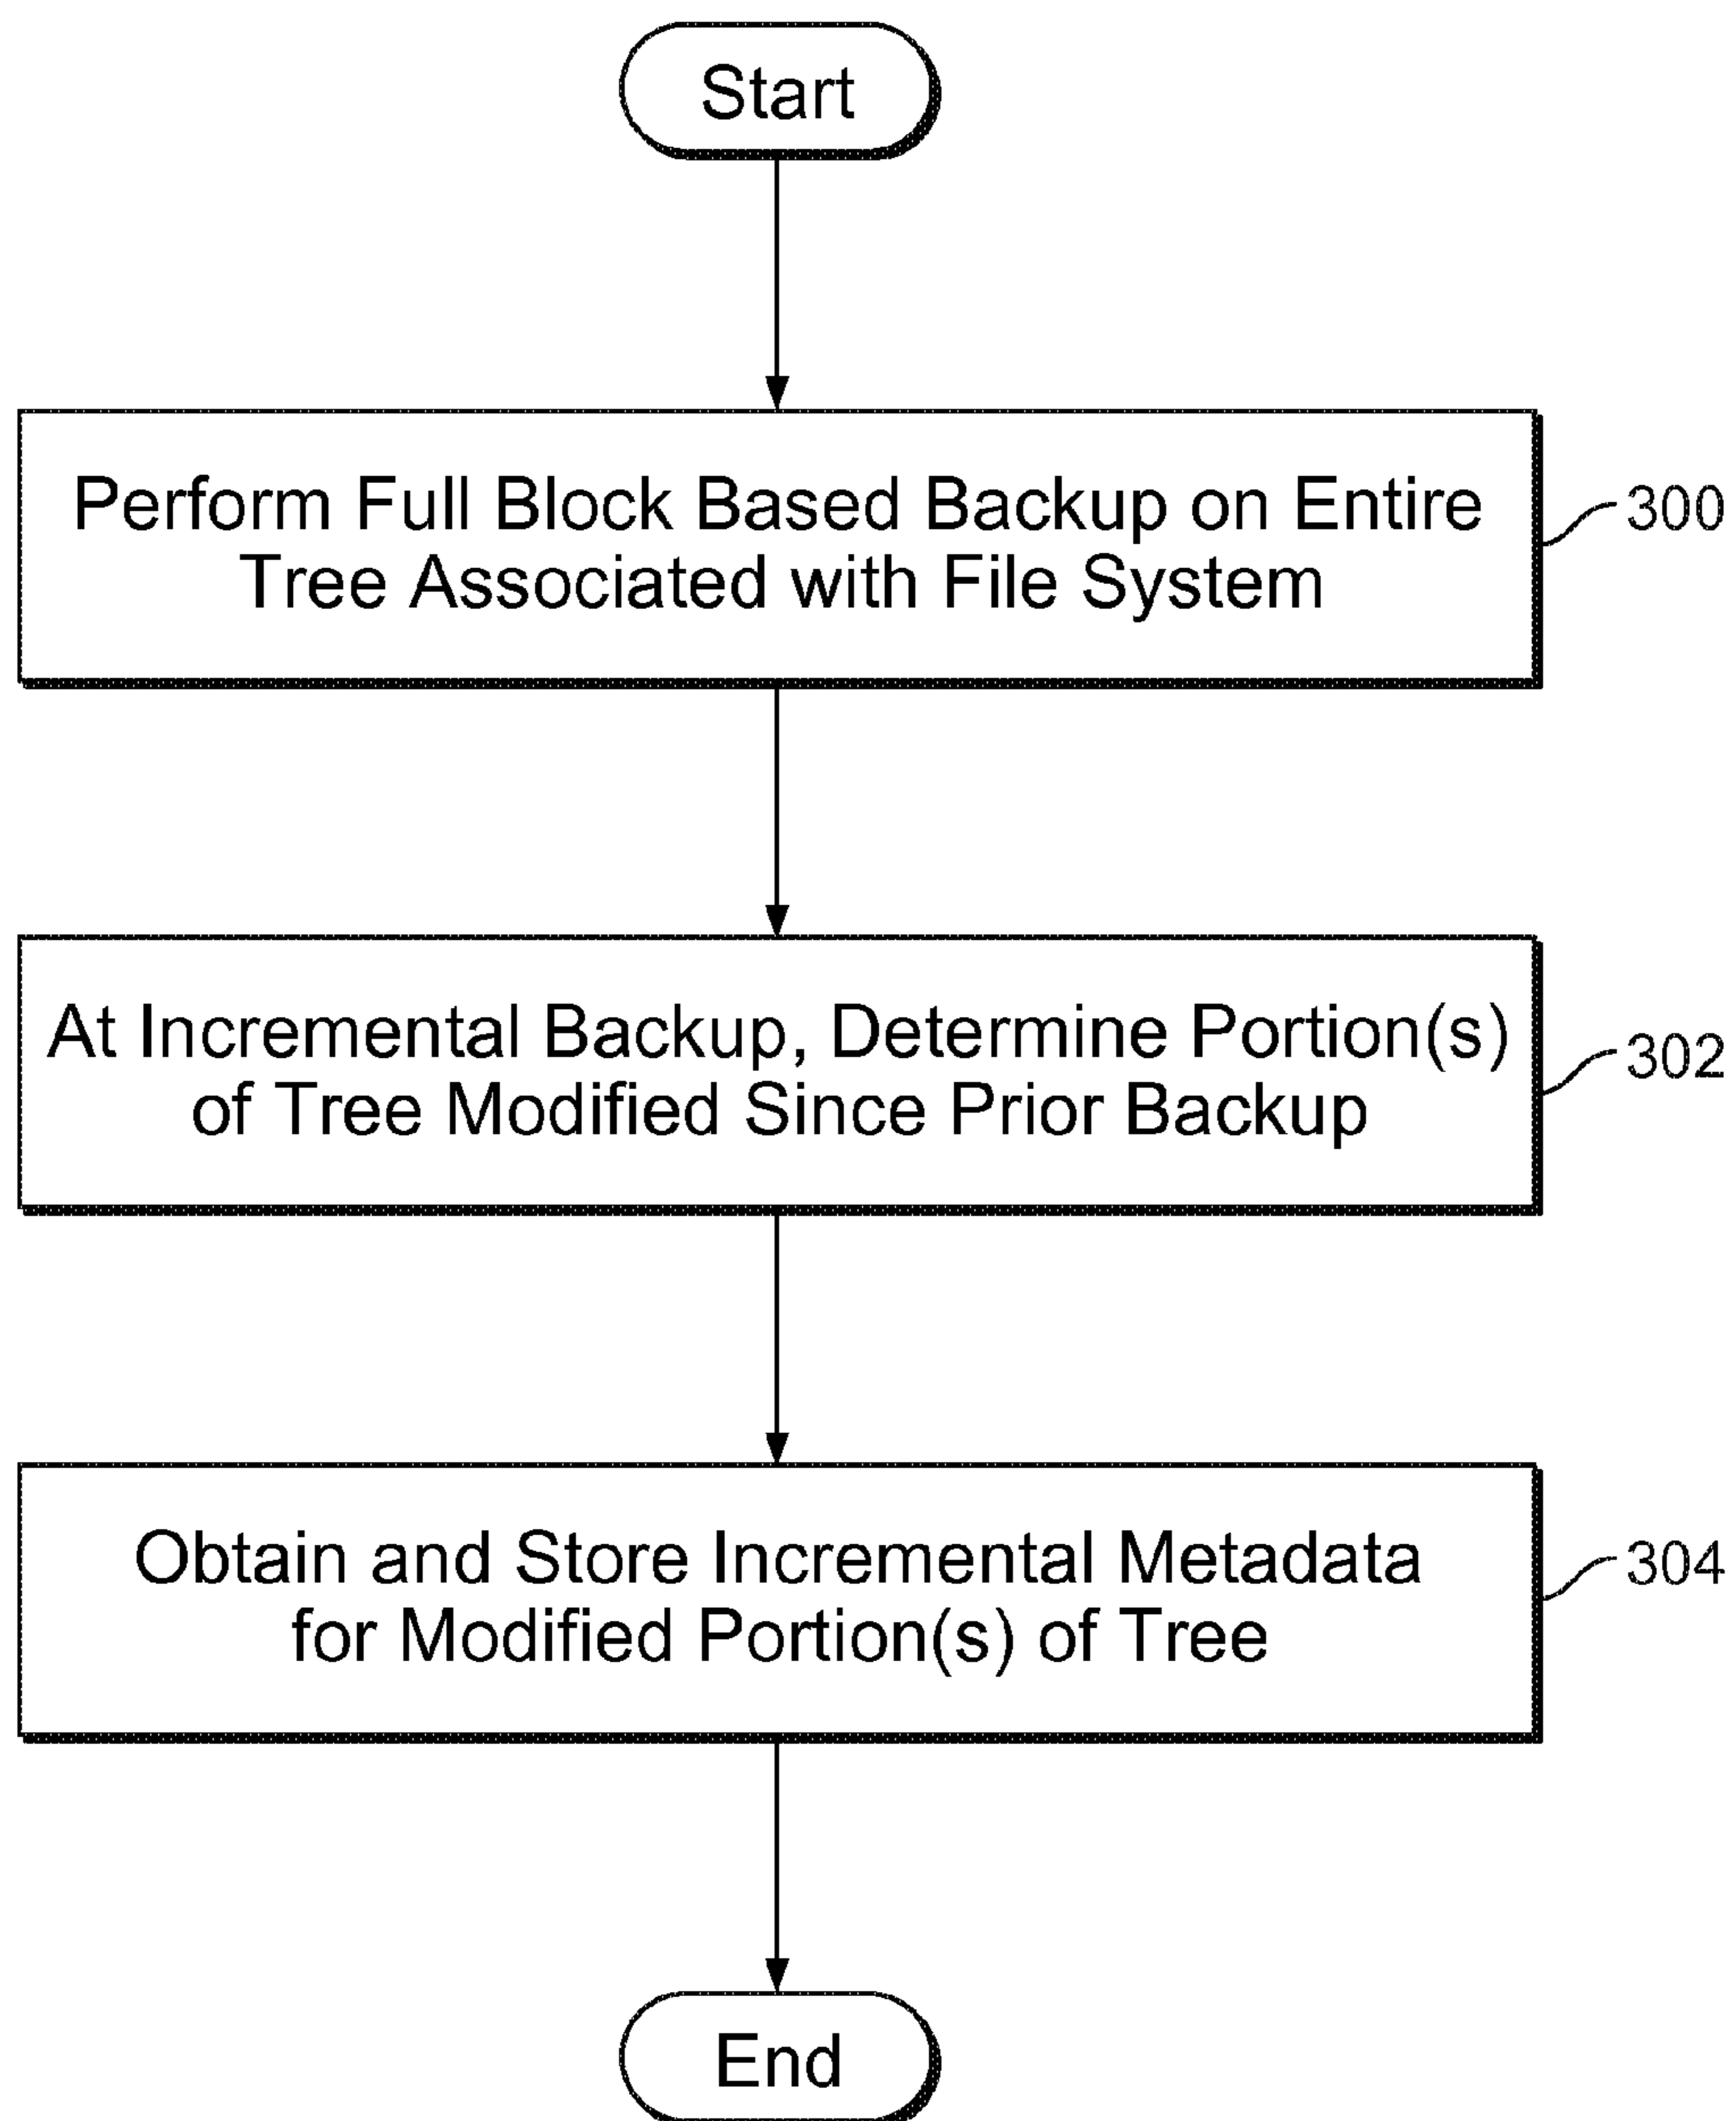 Start
Perform Full Block Based Backup on Entire
Tree Associated with File System
300
At Incremental Backup, Determine Portion(s)
of Tree Modified Since Prior Backup
302
Obtain and Store Incremental Metadata
for Modified Portion(s) of Tree
304
End